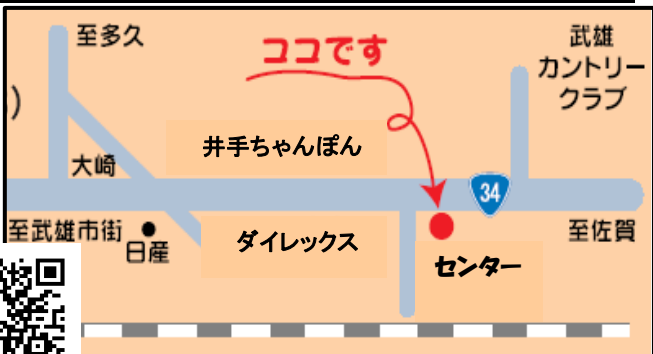 至多久
ココです
武雄
カントリー
クラブ
)
井手ちゃんぽん
大崎
34
至武雄市街
日産
ダイレックス
センター
至佐賀